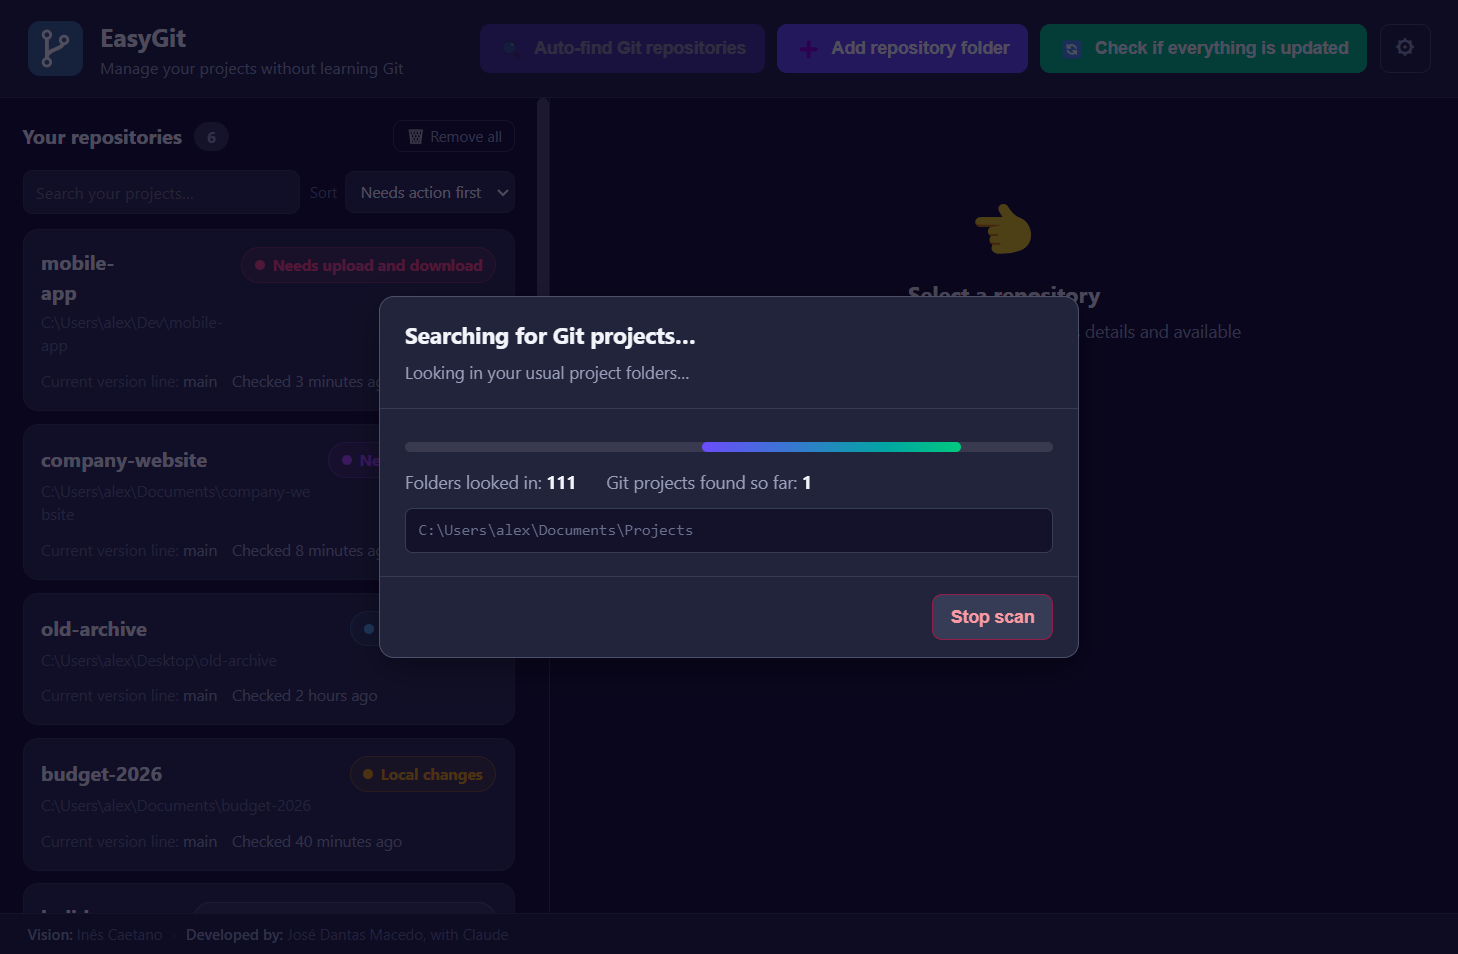 EasyGit
Manage your projects without learning Git
Auto-find Git repositories
Add repository folder
Check if everything is updated
Your repositories 6
Remove all
Search your projects...
Sort
Needs action first
mobile-
app
Needs upload and download
C:\Users\alex\Dev\mobile-
app
Current version line: main Checked 3 minutes
company-website
C:\Users\alex\Documents\company-we
bsite
Current version line: main Checked 8 minutes
old-archive
C:\Users\alex\Desktop\old-archive
Current version line: main Checked 2 hours ago
budget-2026
Local changes
C:\Users\alex\Documents\budget-2026
Current version line: main Checked 40 minutes ago
Select a repository
details and available
Searching for Git projects...
Looking in your usual project folders...
Folders looked in: 111 Git projects found so far: 1
C:\Users\alex\Documents\Projects
Stop scan
Vision: Inês Caetano · Developed by: José Dantas Macedo, with Claude